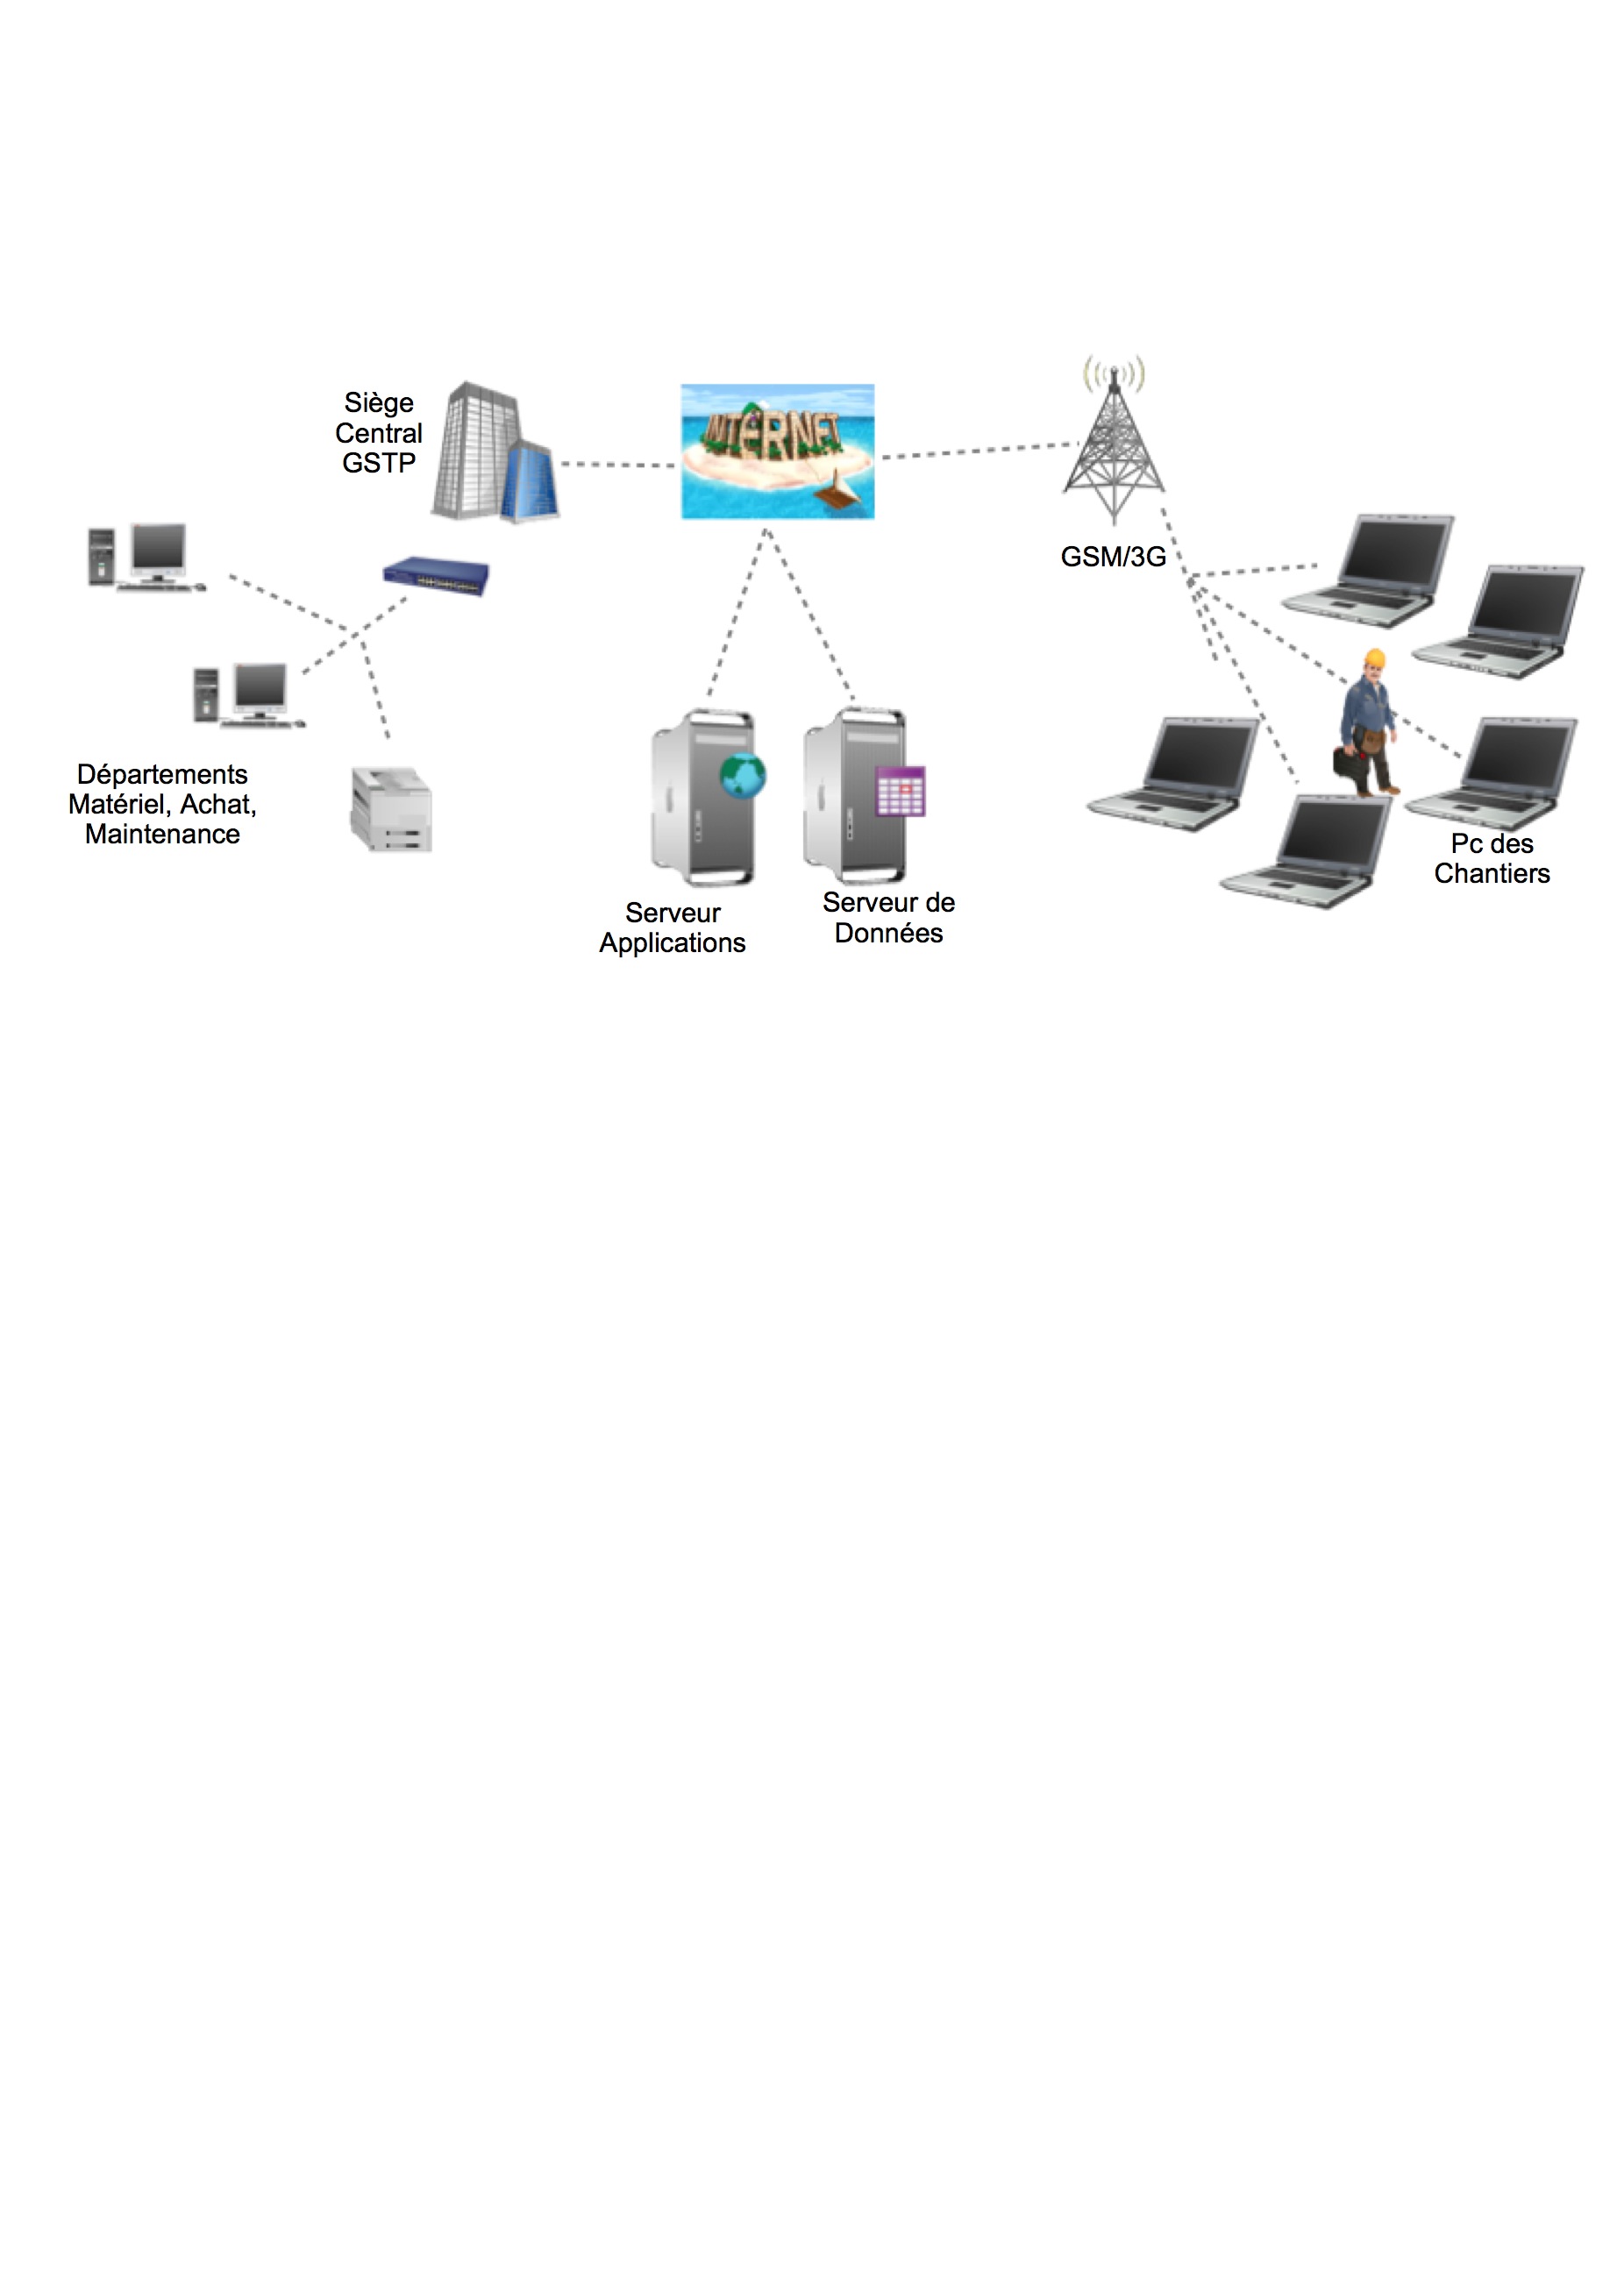 Siège
Central
GSTP
INTERNET
GSM/3G
Départements
Matériel, Achat,
Maintenance
Serveur
Applications
Serveur de
Données
Pc des
Chantiers